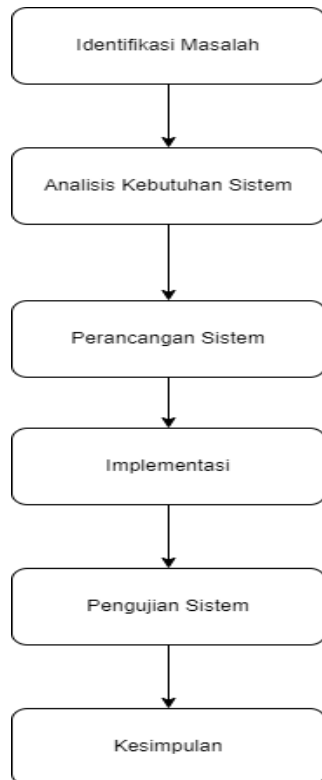 Identifikasi Masalah
Analisis Kebutuhan Sistem
Perancangan Sistem
Implementasi
Pengujian Sistem
Kesimpulan